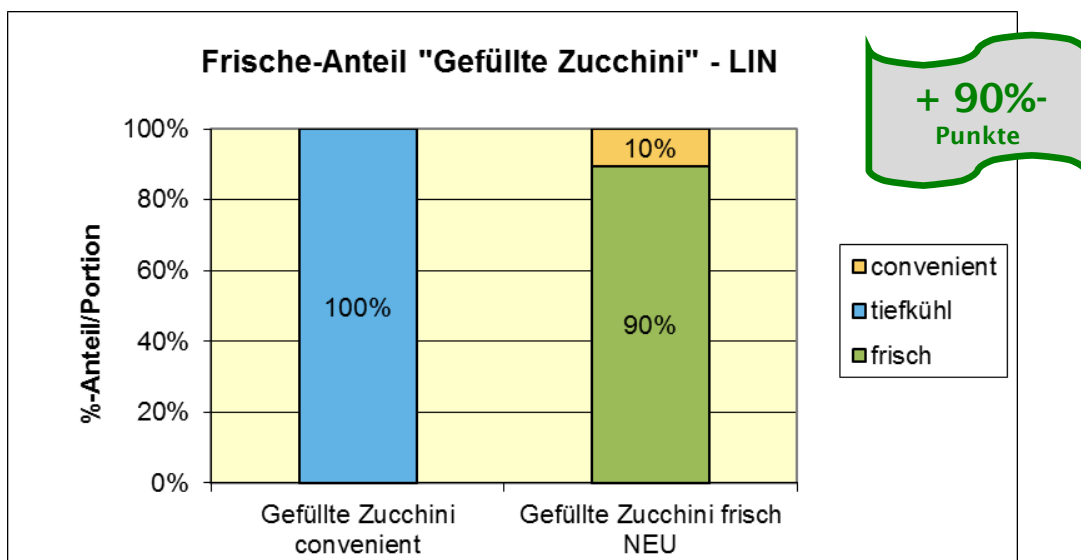 Frische-Anteil "Gefüllte Zucchini" - LIN
+ 90%-
Punkte
%-Anteil/Portion
100%
80%
60%
40%
20%
0%
100%
10%
90%
Gefüllte Zucchini
convenient
Gefüllte Zucchini frisch
NEU
convenient
tiefkühl
frisch